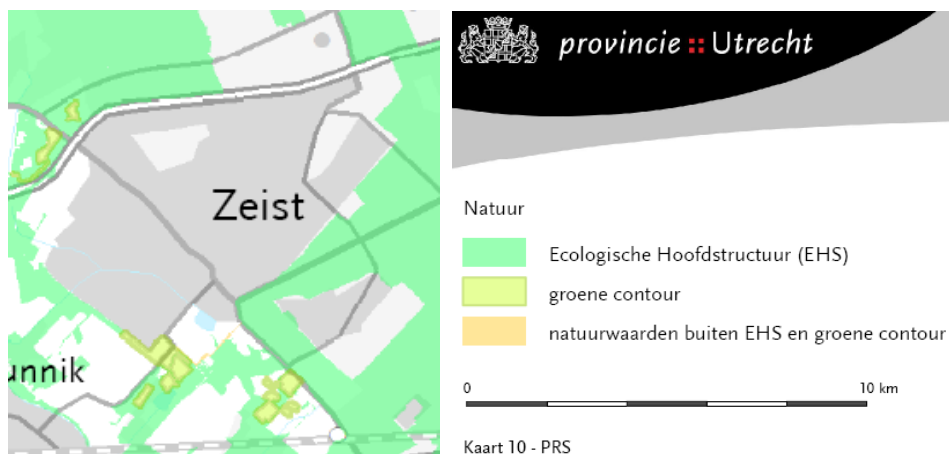 Zeist
unnik
provincie :: Utrecht
Natuur
Ecologische Hoofdstructuur (EHS)
groene contour
natuurwaarden buiten EHS en groene contour
0 10 km
Kaart 10 - PRS